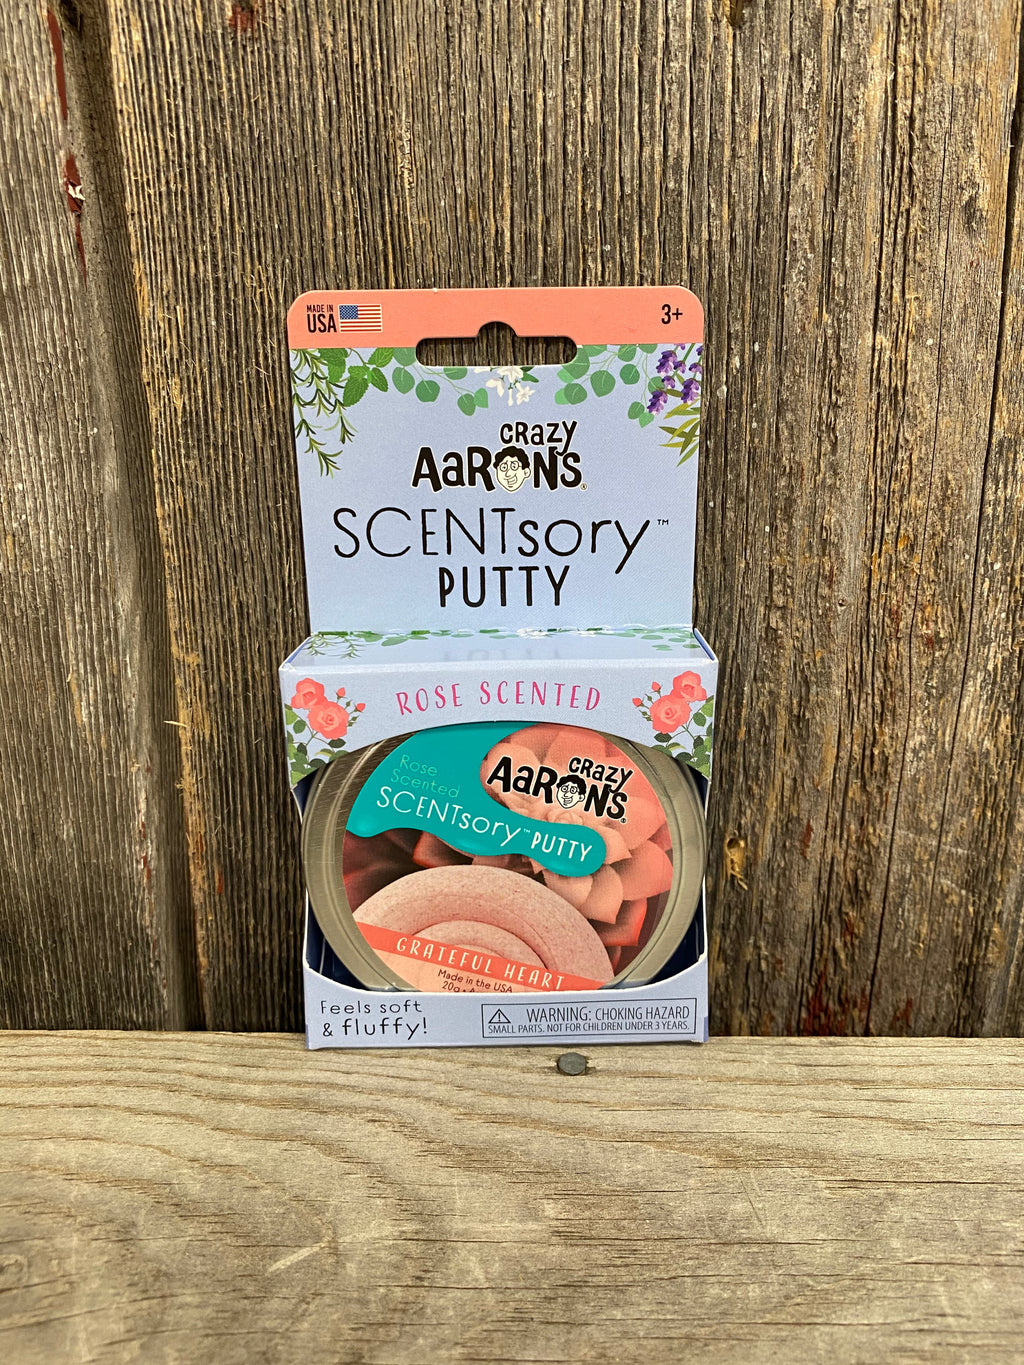 MADE IN
USA
3+
CRAZY
AARONS®
SCENTsory™
PUTTY
ROSE SCENTED
Rose
Scented
SCENTsory™ PUTTY
CRAZY
AARONS®
GRATEFUL HEART
Made in the USA
20g •
Feels soft
& fluffy!
WARNING: CHOKING HAZARD
SMALL PARTS. NOT FOR CHILDREN UNDER 3 YEARS.